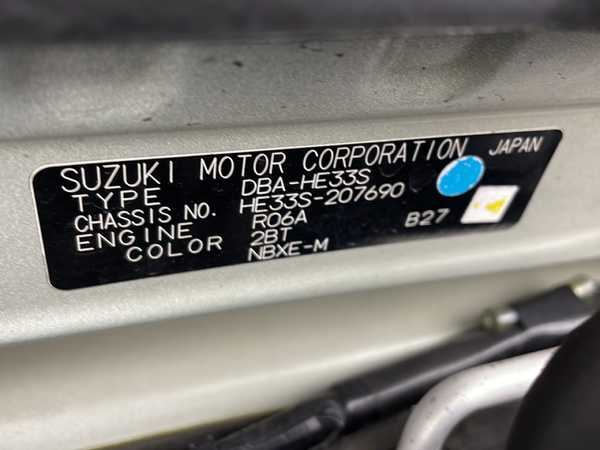 SUZUKI MOTOR CORPORATION JAPAN
TYPE DBA-HE33S
CHASSIS NO. HE33S-207690
ENGINE R06A B27
COLOR 2BT
NBXE-M